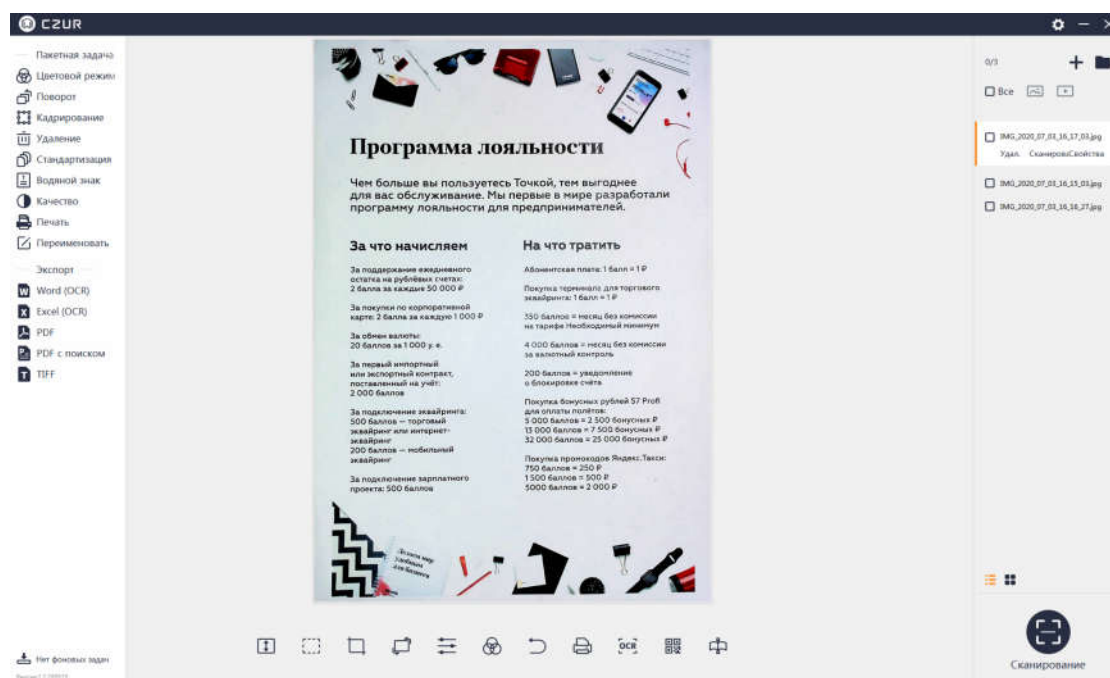 CZUR
Пакетная задача
Цветовой режим
Поворот
Кадрирование
Удаление
Стандартизация
Водяной знак
Качество
Печать
Переименовать
Экспорт
Word (OCR)
Excel (OCR)
PDF
PDF с поиском
TIFF
Нет фоновых задач
Программа лояльности
Чем больше вы пользуетесь Точкой, тем выгоднее
для вас обслуживание. Мы первые в мире разработали
программу лояльности для предпринимателей.
За что начисляем
За поддержание ежедневного
остатка на рублёвых счетах:
2 балла за каждые 50 000 ₽
За покупки по корпоративной
карте: 2 балла за каждую 1 000 ₽
За обмен валюты:
20 баллов за 1 000 у. е.
За первый импортный
или экспортный контракт,
поставленный на учёт:
2 000 баллов
За подключение эквайринга:
500 баллов — торговый
эквайринг или интернет-
эквайринг
200 баллов — мобильный
эквайринг
За подключение зарплатного
проекта: 500 баллов
На что тратить
Абонентская плата: 1 балл = 1 ₽
Покупка терминала для торгового
эквайринга: 1 балл = 1 ₽
350 баллов = месяц без комиссии
на тарифе Необходимый минимум
4 000 баллов = месяц без комиссии
за валютный контроль
200 баллов = уведомление
о блокировке счёта
Покупка бонусных рублей S7 Profi
для оплаты полётов:
5 000 баллов = 2 500 бонусных ₽
13 000 баллов = 7 500 бонусных ₽
32 000 баллов = 25 000 бонусных ₽
Покупка промокодов Яндекс.Такси:
750 баллов = 250 ₽
1 500 баллов = 500 ₽
5000 баллов = 2 000 ₽
Делаем мир
удобным
для бизнеса
OCR
0/3
Все
IMG_2020_07_03_16_17_03.jpg
Удал. СканировСвойства
IMG_2020_07_03_16_15_03.jpg
IMG_2020_07_03_16_16_27.jpg
Сканирование